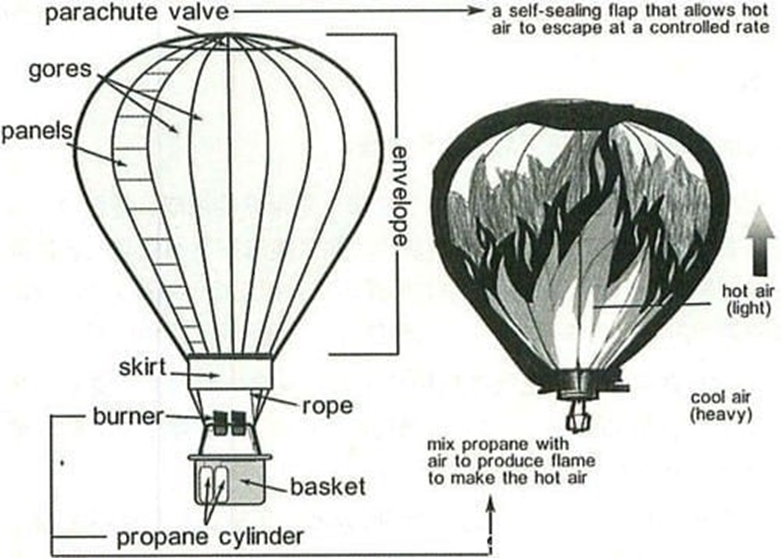 parachute valve
a self-sealing flap that allows hot
air to escape at a controlled rate
gores
panels
envelope
hot air
(light)
skirt
rope
burner
cool air
(heavy)
mix propane with
air to produce flame
to make the hot air
basket
propane cylinder